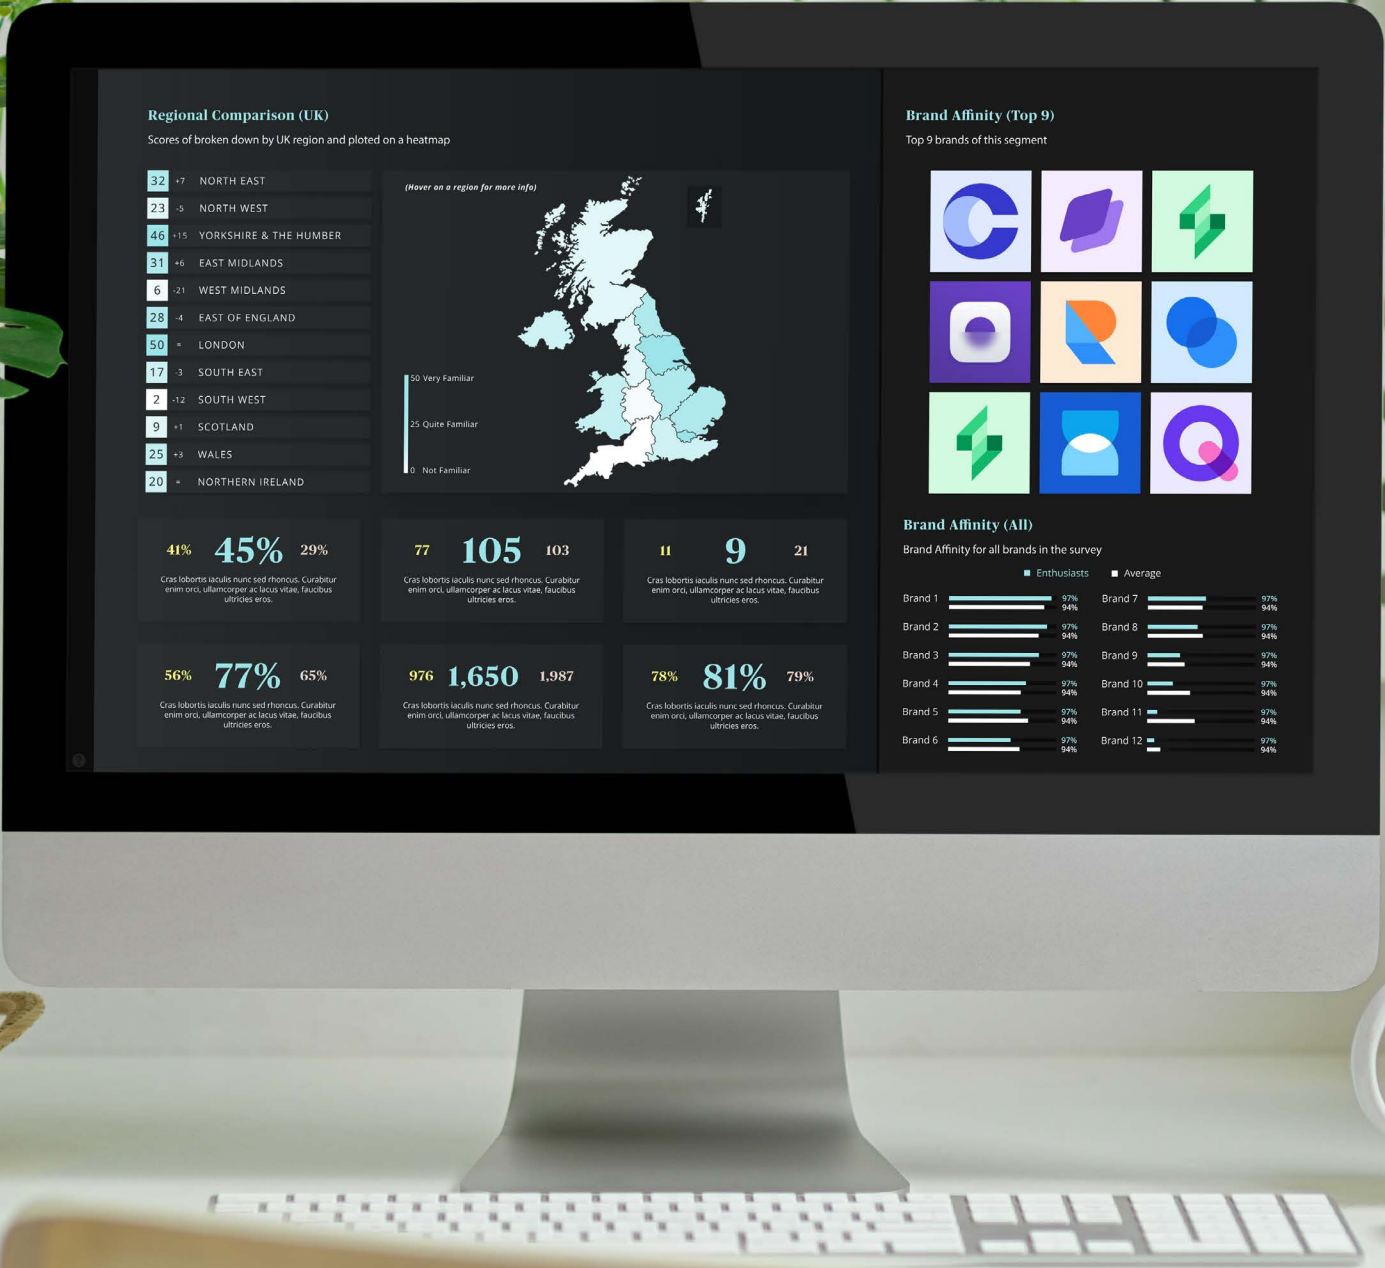 Regional Comparison (UK)
Scores of broken down by UK region and ploted on a heatmap
32 +7 NORTH EAST
23 -5 NORTH WEST
46 +15 YORKSHIRE & THE HUMBER
31 +6 EAST MIDLANDS
6 -21 WEST MIDLANDS
28 -4 EAST OF ENGLAND
50 = LONDON
17 -3 SOUTH EAST
2 -12 SOUTH WEST
9 +1 SCOTLAND
25 +3 WALES
20 = NORTHERN IRELAND
(Hover on a region for more info)
50 Very Familiar
25 Quite Familiar
0 Not Familiar
41% 45% 29%
Cras lobortis iaculis nunc sed rhoncus. Curabitur
enim orci, ullamcorper ac lacus vitae, faucibus
ultricies eros.
77 105 103
Cras lobortis iaculis nunc sed rhoncus. Curabitur
enim orci, ullamcorper ac lacus vitae, faucibus
ultricies eros.
11 9 21
Cras lobortis iaculis nunc sed rhoncus. Curabitur
enim orci, ullamcorper ac lacus vitae, faucibus
ultricies eros.
56% 77% 65%
Cras lobortis iaculis nunc sed rhoncus. Curabitur
enim orci, ullamcorper ac lacus vitae, faucibus
ultricies eros.
976 1,650 1,987
Cras lobortis iaculis nunc sed rhoncus. Curabitur
enim orci, ullamcorper ac lacus vitae, faucibus
ultricies eros.
78% 81% 79%
Cras lobortis iaculis nunc sed rhoncus. Curabitur
enim orci, ullamcorper ac lacus vitae, faucibus
ultricies eros.
Brand Affinity (Top 9)
Top 9 brands of this segment
Brand Affinity (All)
Brand Affinity for all brands in the survey
Enthusiasts Average
Brand 1 97%
94%
Brand 2 97%
94%
Brand 3 97%
94%
Brand 4 97%
94%
Brand 5 97%
94%
Brand 6 97%
94%
Brand 7 97%
94%
Brand 8 97%
94%
Brand 9 97%
94%
Brand 10 97%
94%
Brand 11 97%
94%
Brand 12 97%
94%